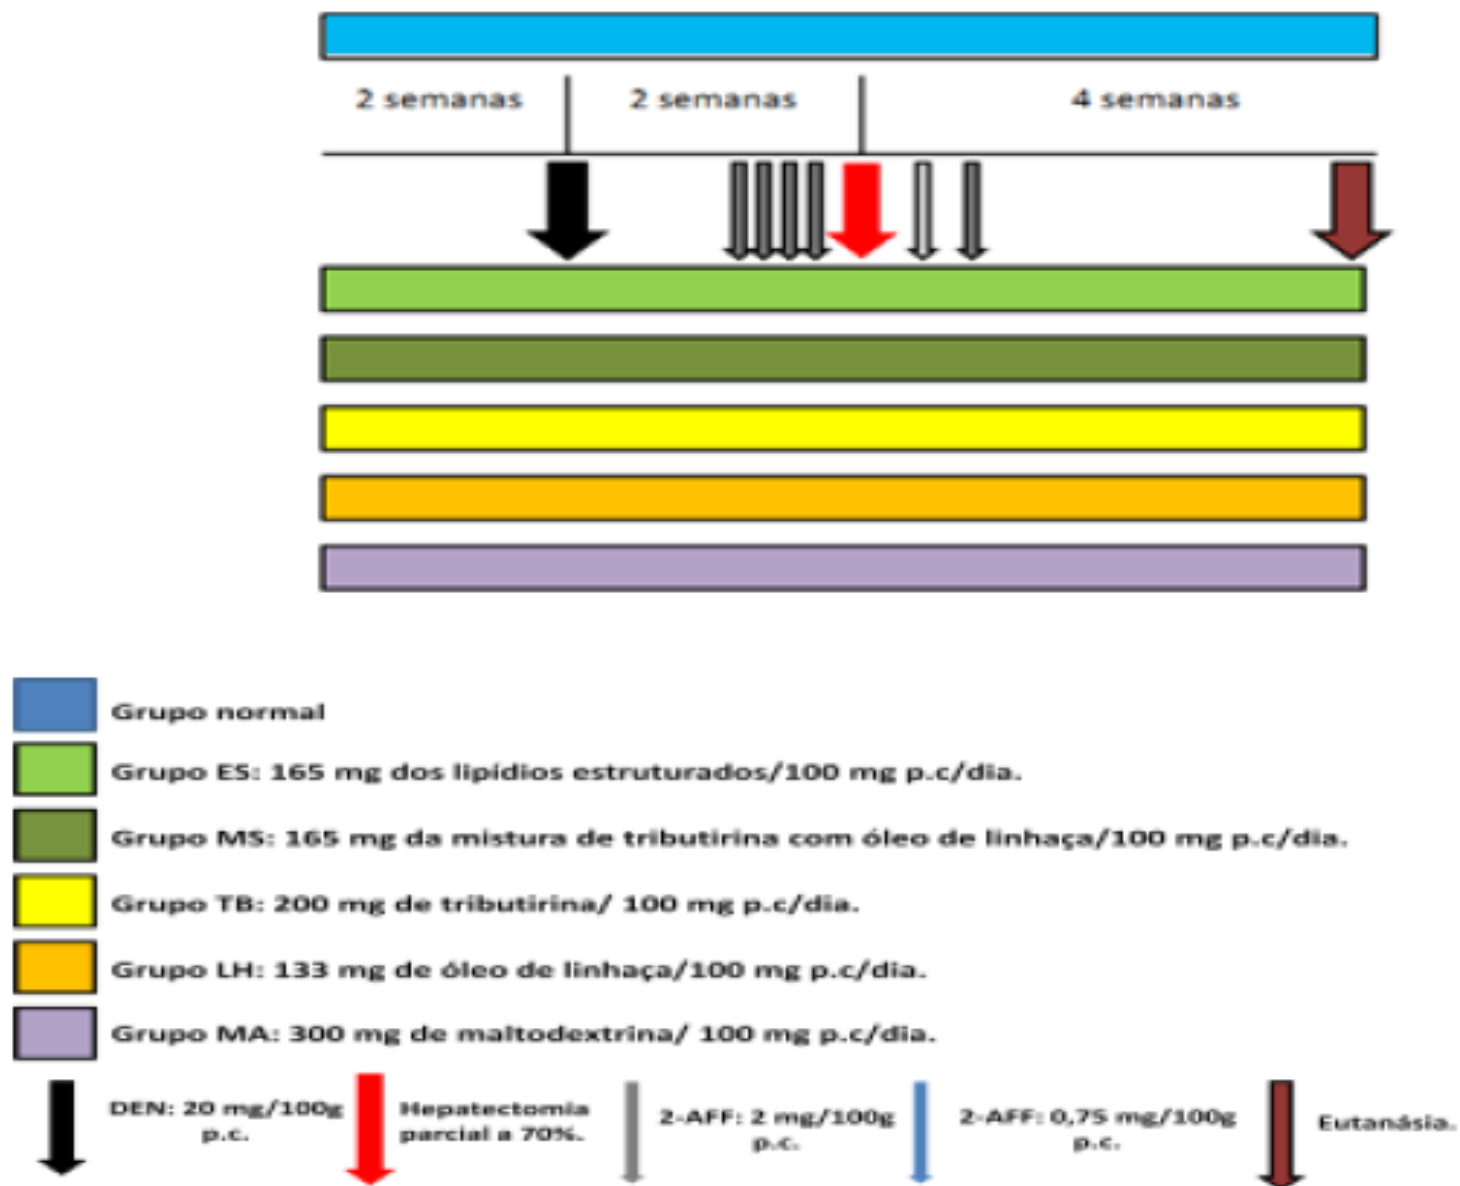 2 semanas 2 semanas 4 semanas
Grupo normal
Grupo ES: 165 mg dos lipídios estruturados/100 mg p.c/dia.
Grupo MS: 165 mg da mistura de tributirina com óleo de linhaça/100 mg p.c/dia.
Grupo TB: 200 mg de tributirina/ 100 mg p.c/dia.
Grupo LH: 133 mg de óleo de linhaça/100 mg p.c/dia.
Grupo MA: 300 mg de maltodextrina/ 100 mg p.c/dia.
DEN: 20 mg/100g
p.c.
Hepatectomia
parcial a 70%.
2-AFF: 2 mg/100g
p.c.
2-AFF: 0,75 mg/100g
p.c.
Eutanásia.